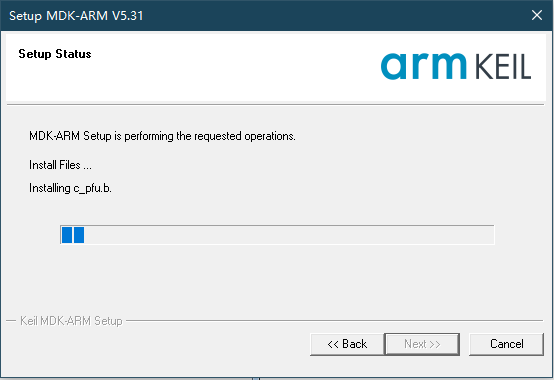 Setup MDK-ARM V5.31
Setup Status
arm KEIL
MDK-ARM Setup is performing the requested operations.
Install Files ...
Installing c_pfu.b.
Keil MDK-ARM Setup
<< Back
Next >>
Cancel